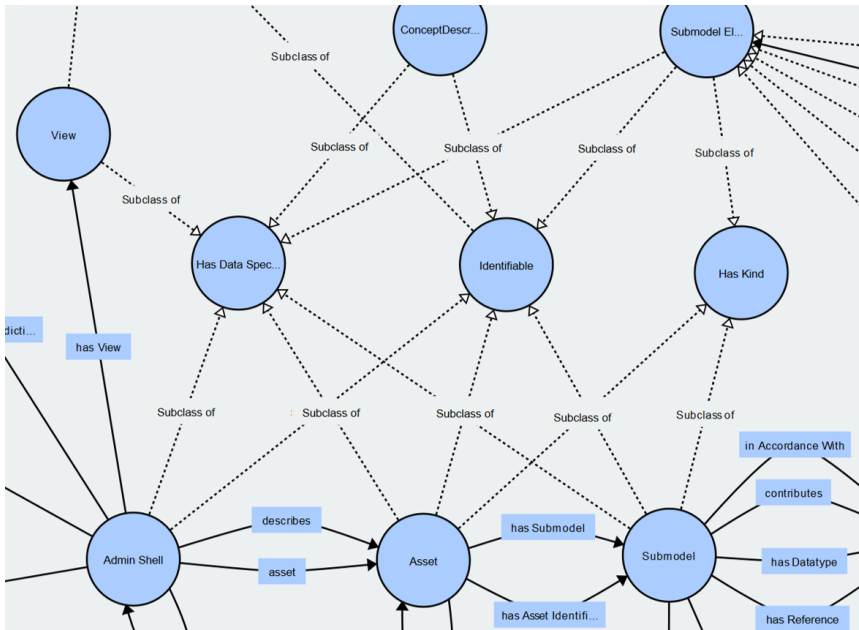 ConceptDescr...
Submodel El...
Subclass of
View
Subclass of
Subclass of
Subclass of
Subclass of
Subclass of
Subclass of
Has Data Spec...
Identifiable
Has Kind
dicti...
has View
Subclass of
Subclass of
Subclass of
Subclass of
Subclass of
in Accordance With
contributes
describes
has Submodel
Admin Shell
asset
Asset
Submodel
has Datatype
has Asset Identifi...
has Reference